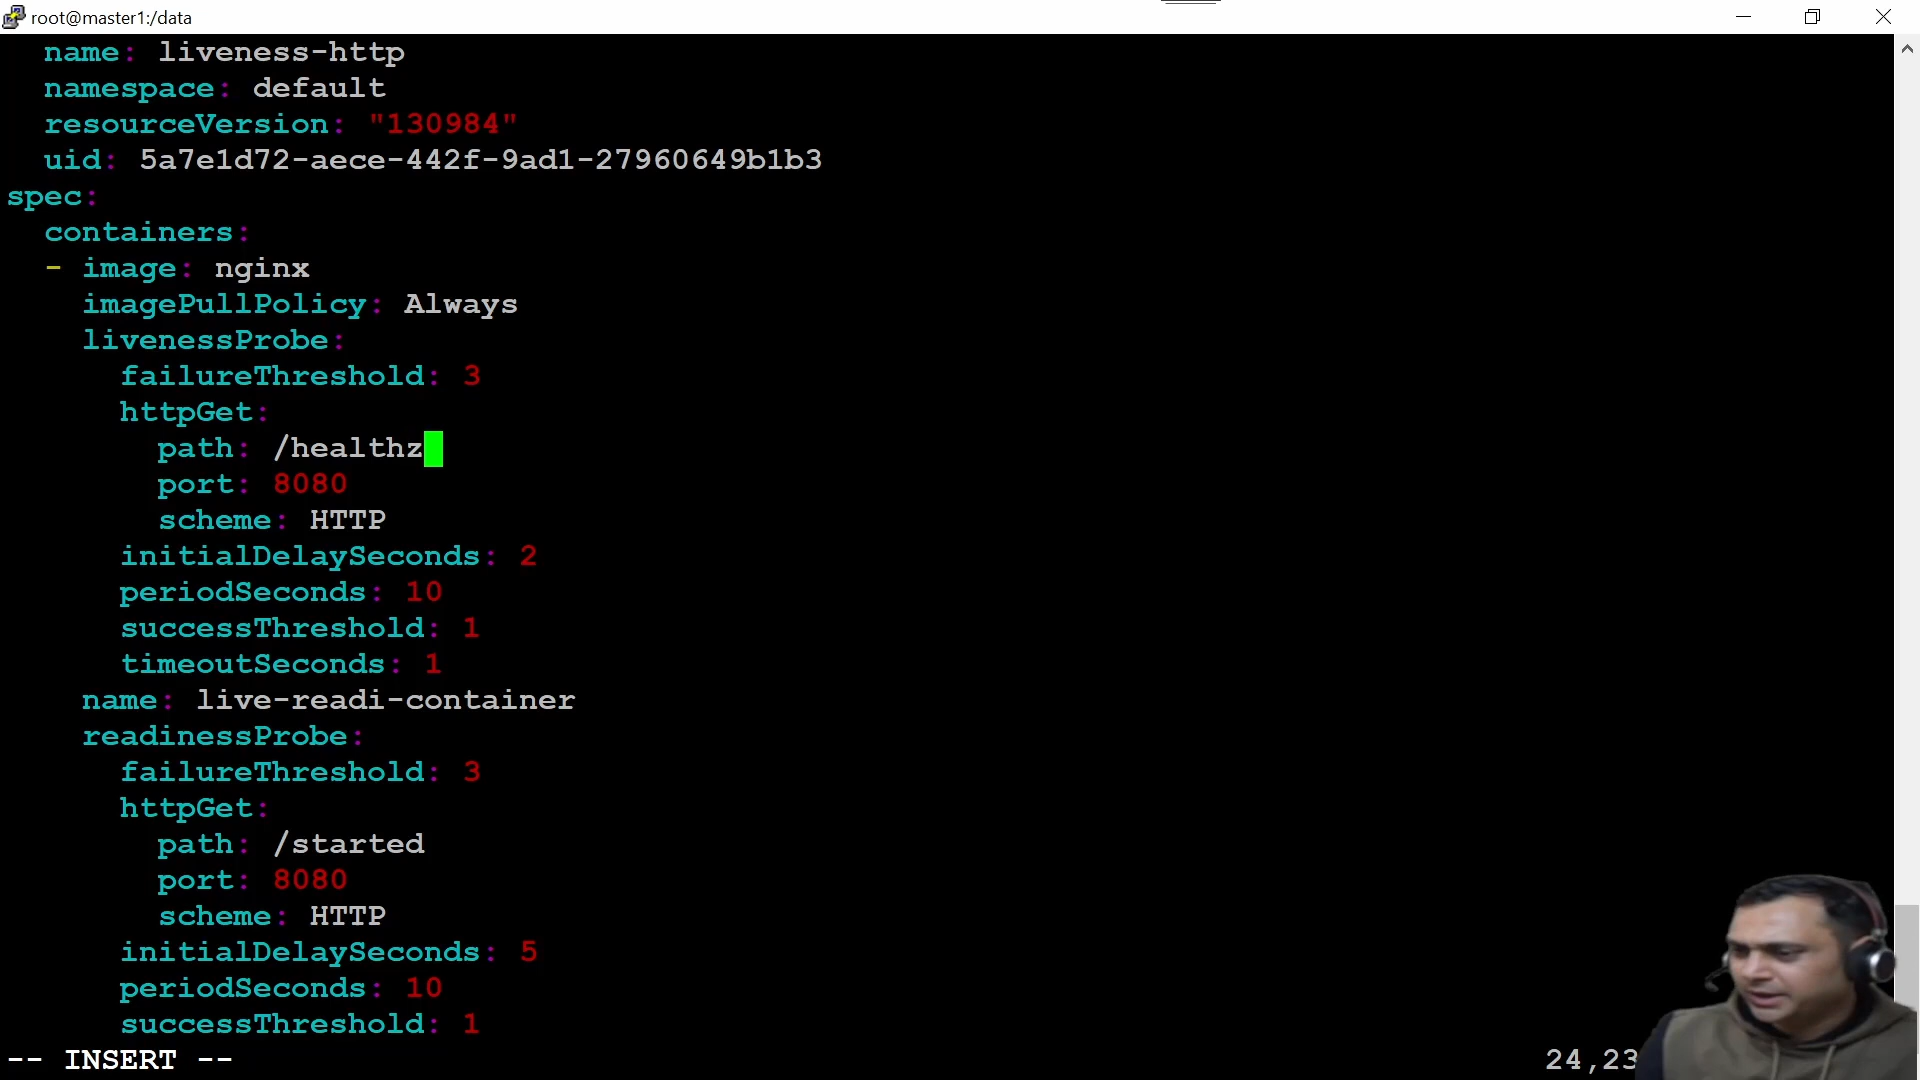 root@master1:/data
name: liveness-http
namespace: default
resourceVersion: "130984"
uid: 5a7e1d72-aece-442f-9ad1-27960649b1b3
spec:
containers:
- image: nginx
imagePullPolicy: Always
livenessProbe:
failureThreshold: 3
httpGet:
path: /healthz
port: 8080
scheme: HTTP
initialDelaySeconds: 2
periodSeconds: 10
successThreshold: 1
timeoutSeconds: 1
name: live-readi-container
readinessProbe:
failureThreshold: 3
httpGet:
path: /started
port: 8080
scheme: HTTP
initialDelaySeconds: 5
periodSeconds: 10
successThreshold: 1
-- INSERT -- 24,23